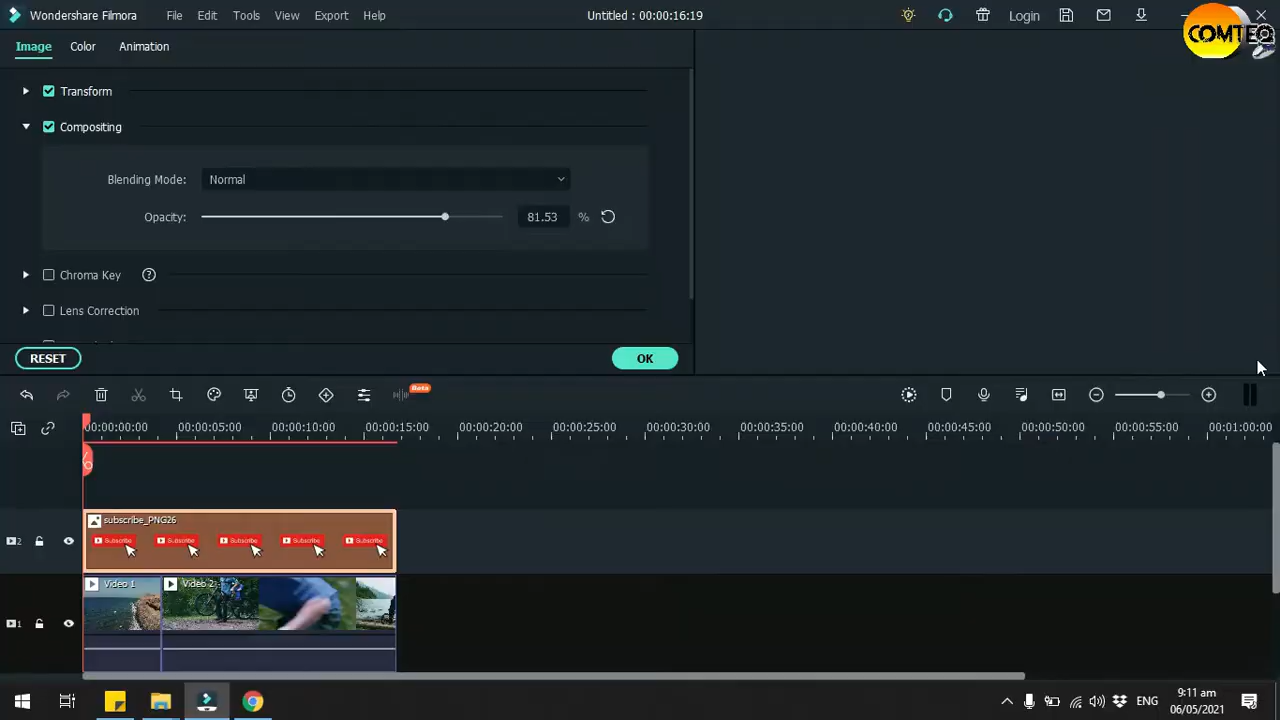 Wondershare Filmora
File Edit Tools View Export Help
Untitled : 00:00:16:19
Login
COMTEQ
Image Color Animation
Transform
Compositing
Blending Mode: Normal
Opacity: 81.53 %
Chroma Key ?
Lens Correction
RESET
OK
Beta
00:00:00:00 00:00:05:00 00:00:10:00 00:00:15:00 00:00:20:00 00:00:25:00 00:00:30:00 00:00:35:00 00:00:40:00 00:00:45:00 00:00:50:00 00:00:55:00 00:01:00:00
subscribe_PNG26
Subscribe Subscribe Subscribe Subscribe Subscribe
2
Video 1 Video 2
1
ENG
9:11 am
06/05/2021